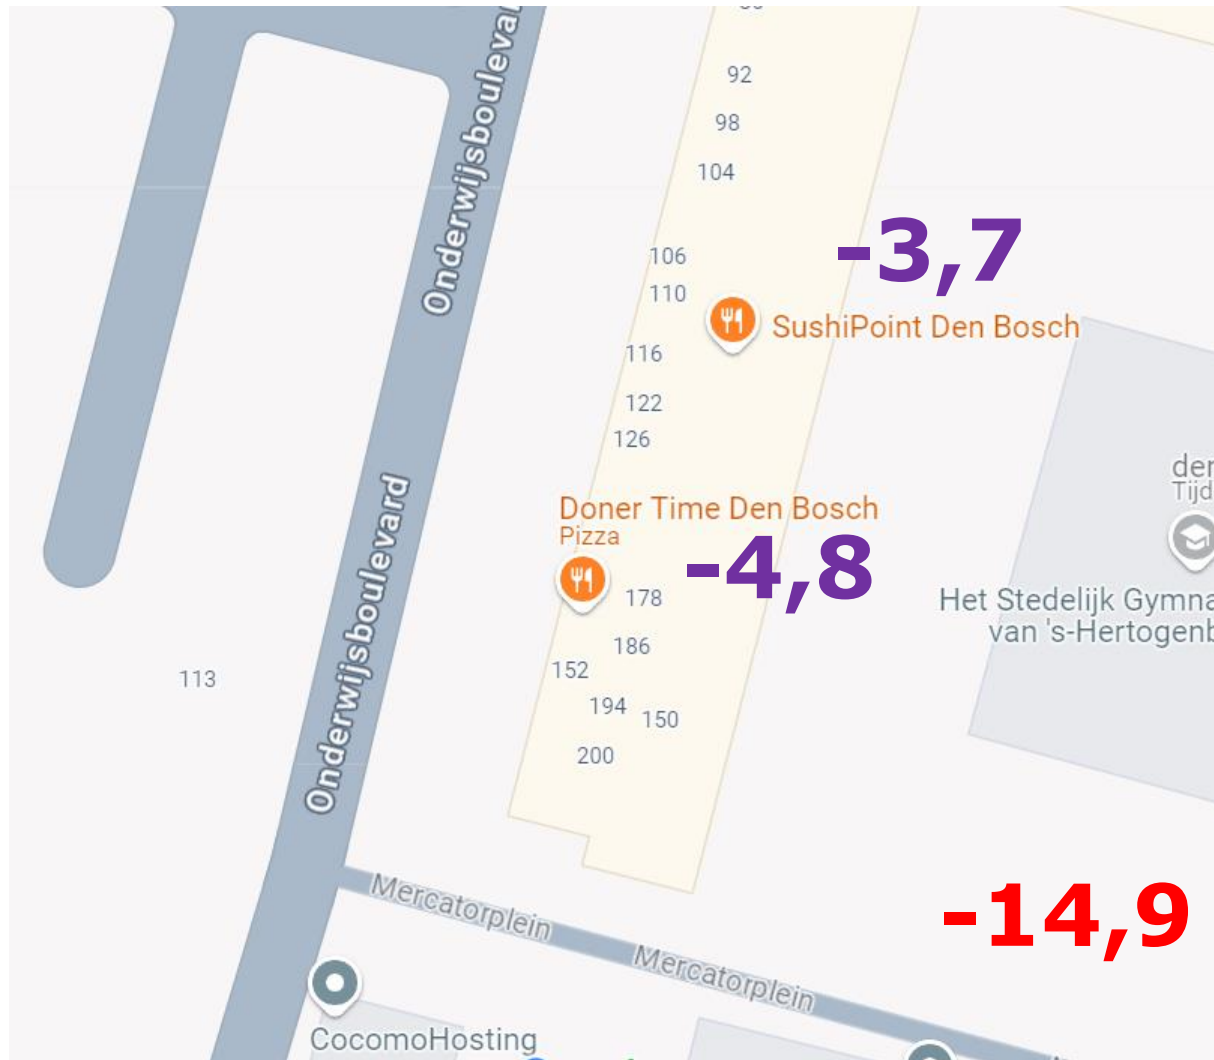 92
98
104
106
-3,7
110
SushiPoint Den Bosch
116
122
126
Onderwijsboulevard
Onderwijsboulevard
Doner Time Den Bosch
Pizza
-4,8
178
Het Stedelijk Gymna
van 's-Hertogenb
186
152
113
194
150
200
der
Tijd
-14,9
Mercatorplein
Mercatorplein
CocomoHosting